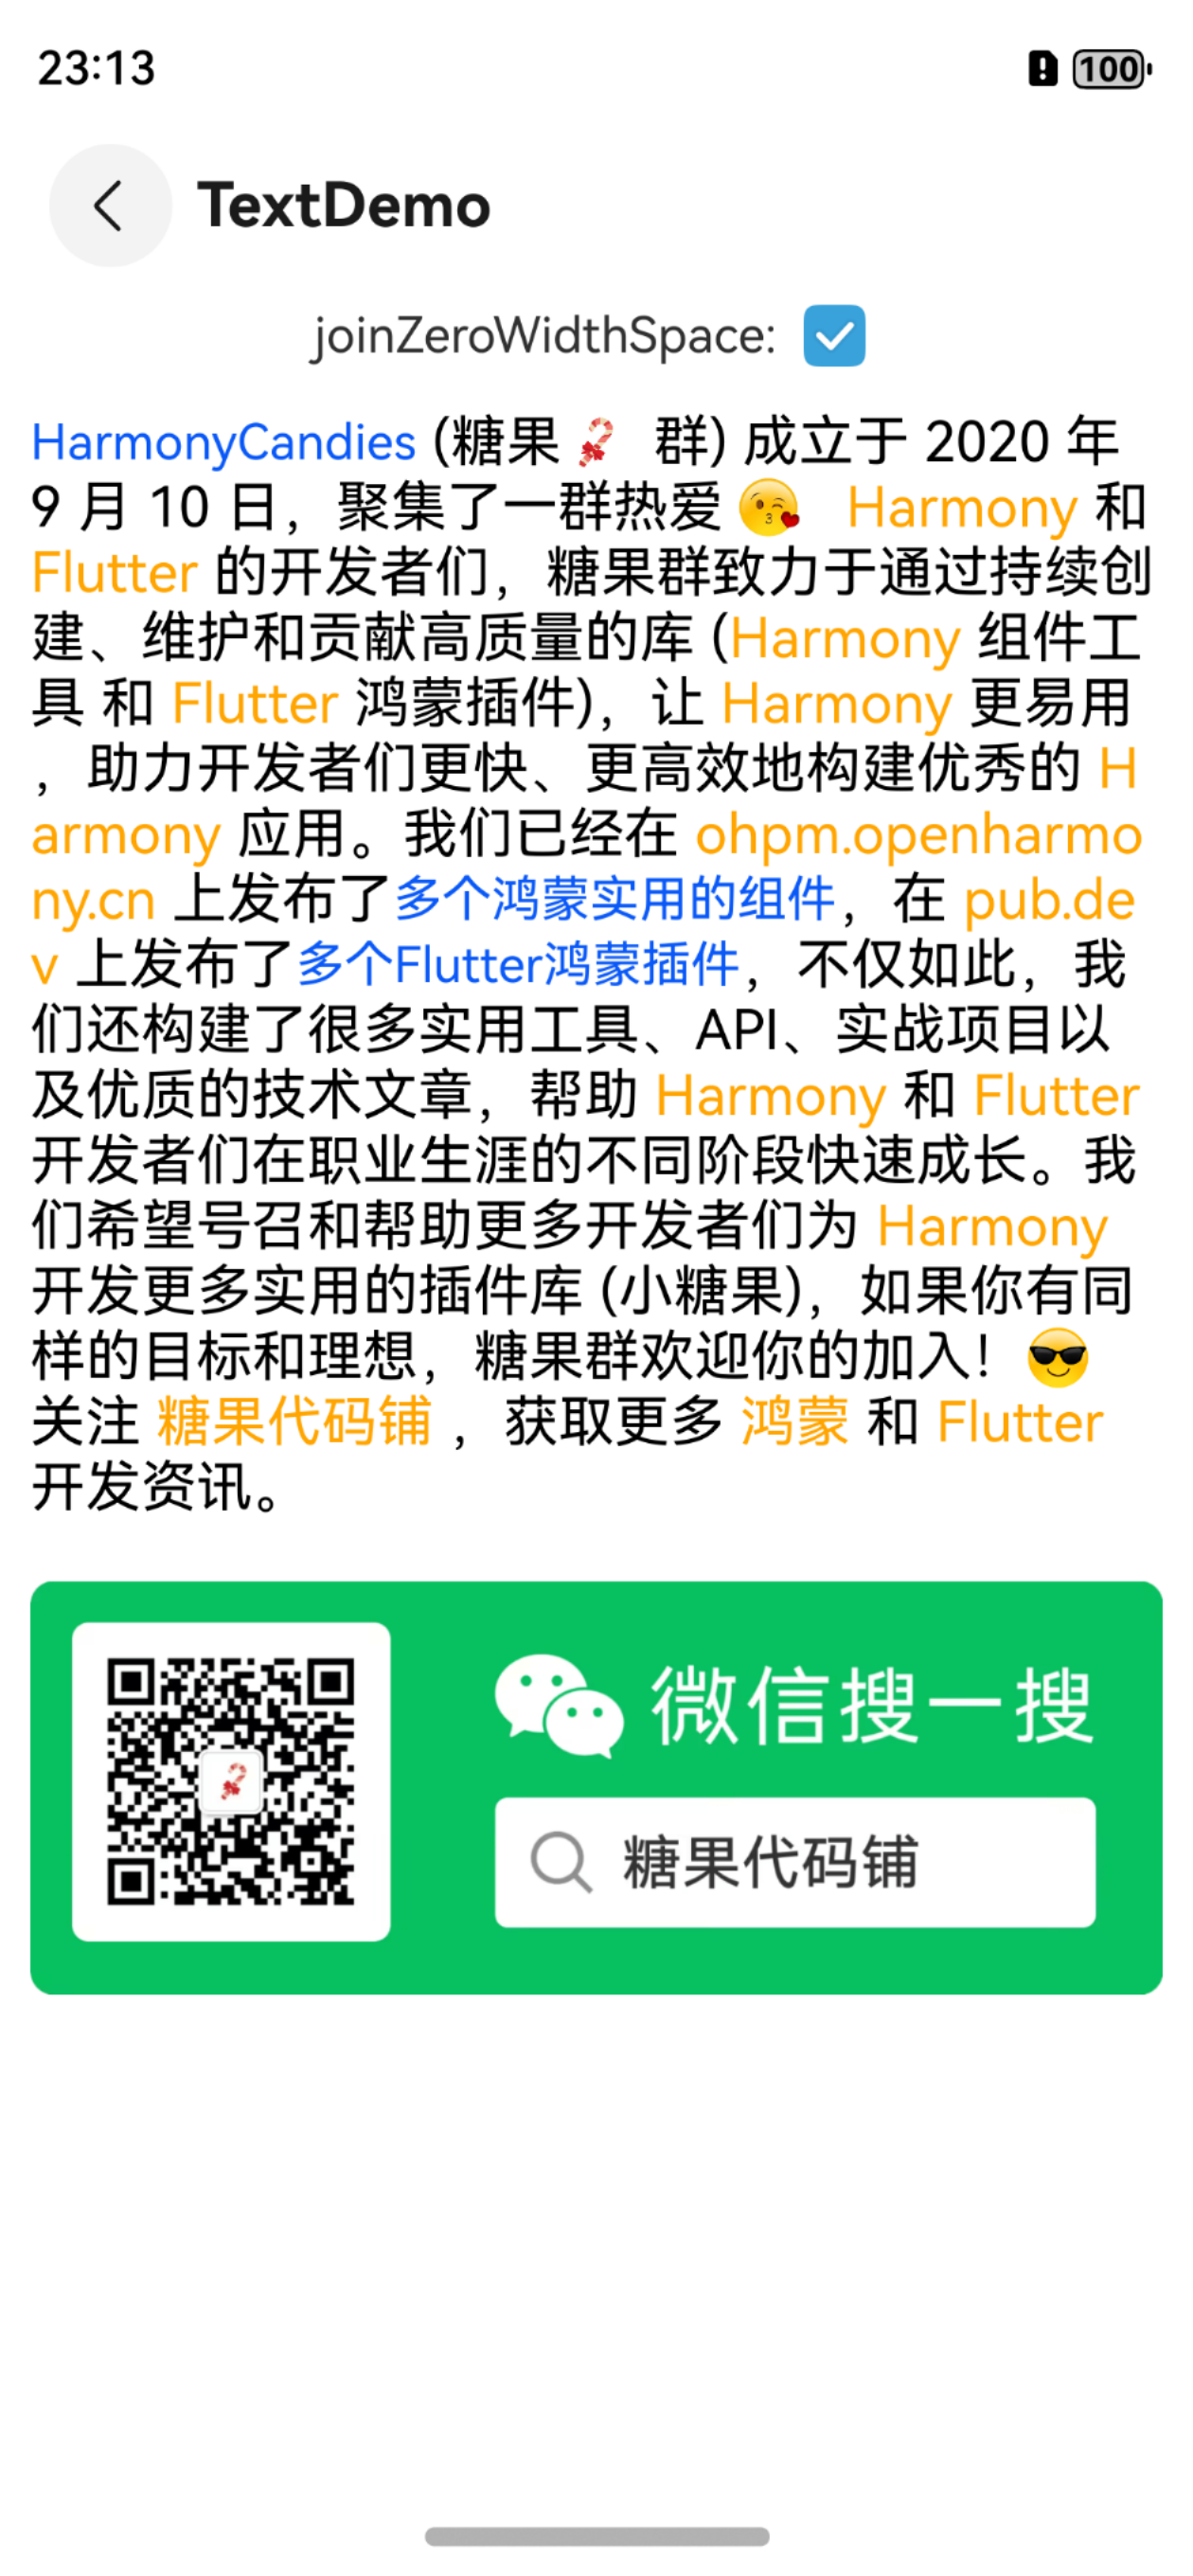 23:13
100
TextDemo
joinZeroWidthSpace:
HarmonyCandies (糖果 群) 成立于 2020 年
9 月 10 日，聚集了一群热爱😘 Harmony 和
Flutter 的开发者们，糖果群致力于通过持续创
建、维护和贡献高质量的库 (Harmony 组件工
具 和 Flutter 鸿蒙插件)，让 Harmony 更易用
，助力开发者们更快、更高效地构建优秀的 H
armony 应用。我们已经在 ohpm.openharmo
ny.cn 上发布了多个鸿蒙实用的组件，在 pub.de
v 上发布了多个Flutter鸿蒙插件，不仅如此，我
们还构建了很多实用工具、API、实战项目以
及优质的技术文章，帮助 Harmony 和 Flutter
开发者们在职业生涯的不同阶段快速成长。我
们希望号召和帮助更多开发者们为 Harmony
开发更多实用的插件库 (小糖果)，如果你有同
样的目标和理想，糖果群欢迎你的加入！😎
关注 糖果代码铺 ，获取更多 鸿蒙 和 Flutter
开发资讯。
微信搜一搜
糖果代码铺